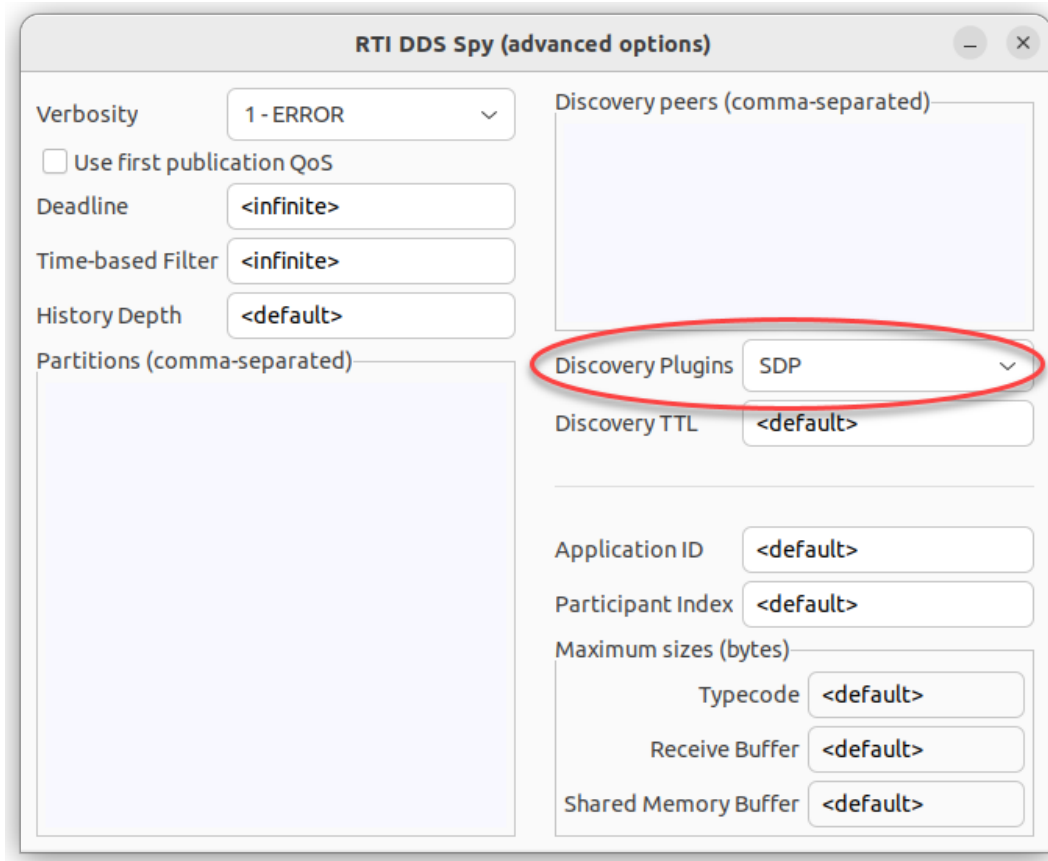 RTI DDS Spy (advanced options)
Verbosity 1 - ERROR
Use first publication QoS
Deadline <infinite>
Time-based Filter <infinite>
History Depth <default>
Partitions (comma-separated)
Discovery peers (comma-separated)
Discovery Plugins SDP
Discovery TTL <default>
Application ID <default>
Participant Index <default>
Maximum sizes (bytes)
Typecode <default>
Receive Buffer <default>
Shared Memory Buffer <default>